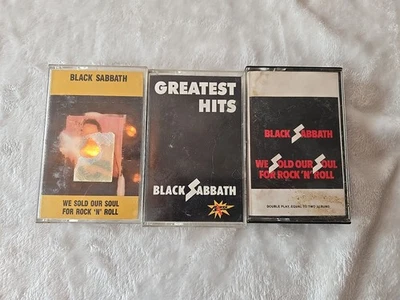 BLACK SABBATH
WE SOLD OUR SOUL
FOR ROCK 'N' ROLL
GREATEST
HITS
BLACK SABBATH
BLACK SABBATH
WE SOLD OUR SOUL
FOR ROCK 'N' ROLL
DOUBLE PLAY EQUAL TO TWO ALBUMS